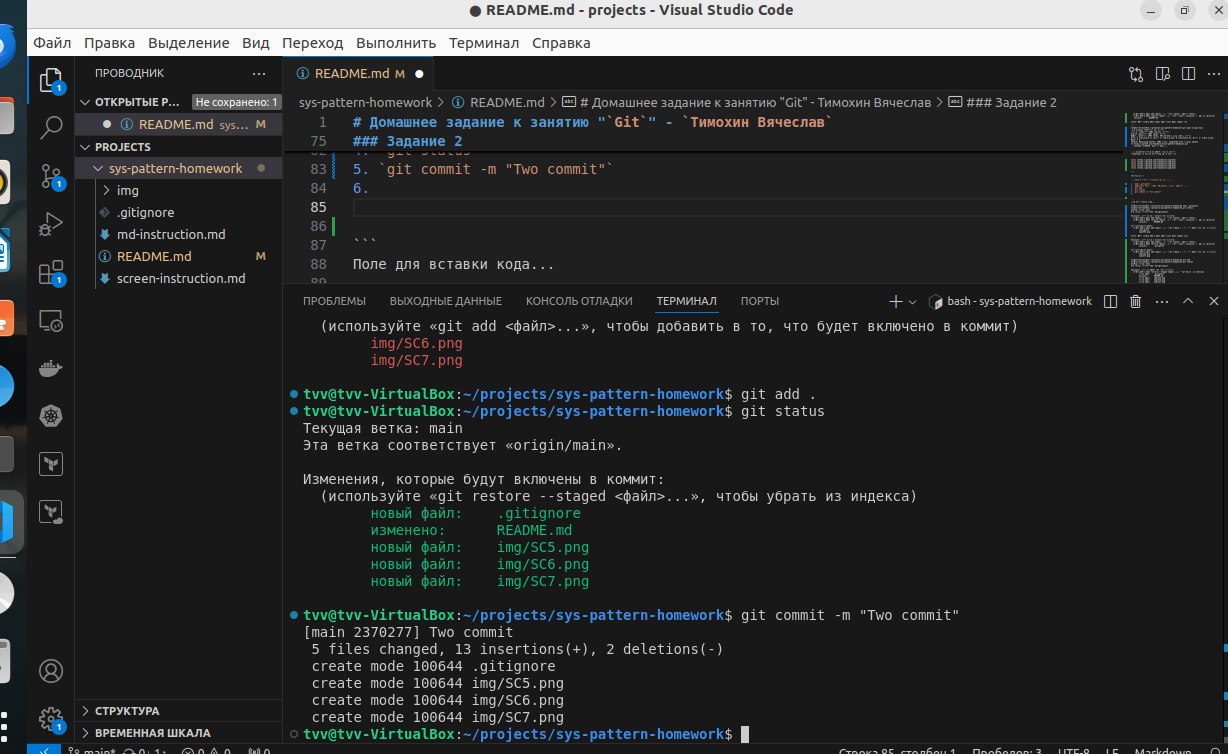 ● README.md - projects - Visual Studio Code
Файл Правка Выделение Вид Переход Выполнить Терминал Справка
ПРОВОДНИК ···
ОТКРЫТЫЕ Р... Не сохранено: 1
README.md sys... M
PROJECTS
sys-pattern-homework
img
.gitignore
md-instruction.md
README.md M
screen-instruction.md
СТРУКТУРА
ВРЕМЕННАЯ ШКАЛА
README.md M
sys-pattern-homework > README.md > # Домашнее задание к занятию "Git" - Тимохин Вячеслав > ### Задание 2
1 # Домашнее задание к занятию "`Git`" - `Тимохин Вячеслав`
75 ### Задание 2
83 5. `git commit -m "Two commit"`
84 6.
85
86
87 ```
88 Поле для вставки кода...
89
ПРОБЛЕМЫ ВЫХОДНЫЕ ДАННЫЕ КОНСОЛЬ ОТЛАДКИ ТЕРМИНАЛ ПОРТЫ
bash - sys-pattern-homework
(используйте «git add <файл>...», чтобы добавить в то, что будет включено в коммит)
img/SC6.png
img/SC7.png
tvv@tvv-VirtualBox:~/projects/sys-pattern-homework$ git add .
tvv@tvv-VirtualBox:~/projects/sys-pattern-homework$ git status
Текущая ветка: main
Эта ветка соответствует «origin/main».
Изменения, которые будут включены в коммит:
(используйте «git restore --staged <файл>...», чтобы убрать из индекса)
новый файл: .gitignore
изменено: README.md
новый файл: img/SC5.png
новый файл: img/SC6.png
новый файл: img/SC7.png
tvv@tvv-VirtualBox:~/projects/sys-pattern-homework$ git commit -m "Two commit"
[main 2370277] Two commit
5 files changed, 13 insertions(+), 2 deletions(-)
create mode 100644 .gitignore
create mode 100644 img/SC5.png
create mode 100644 img/SC6.png
create mode 100644 img/SC7.png
tvv@tvv-VirtualBox:~/projects/sys-pattern-homework$
main* 0↓ 1↑ 0 0 0 Строка 85, столбец 1 Пробелов: 3 UTF-8 LF Markdown